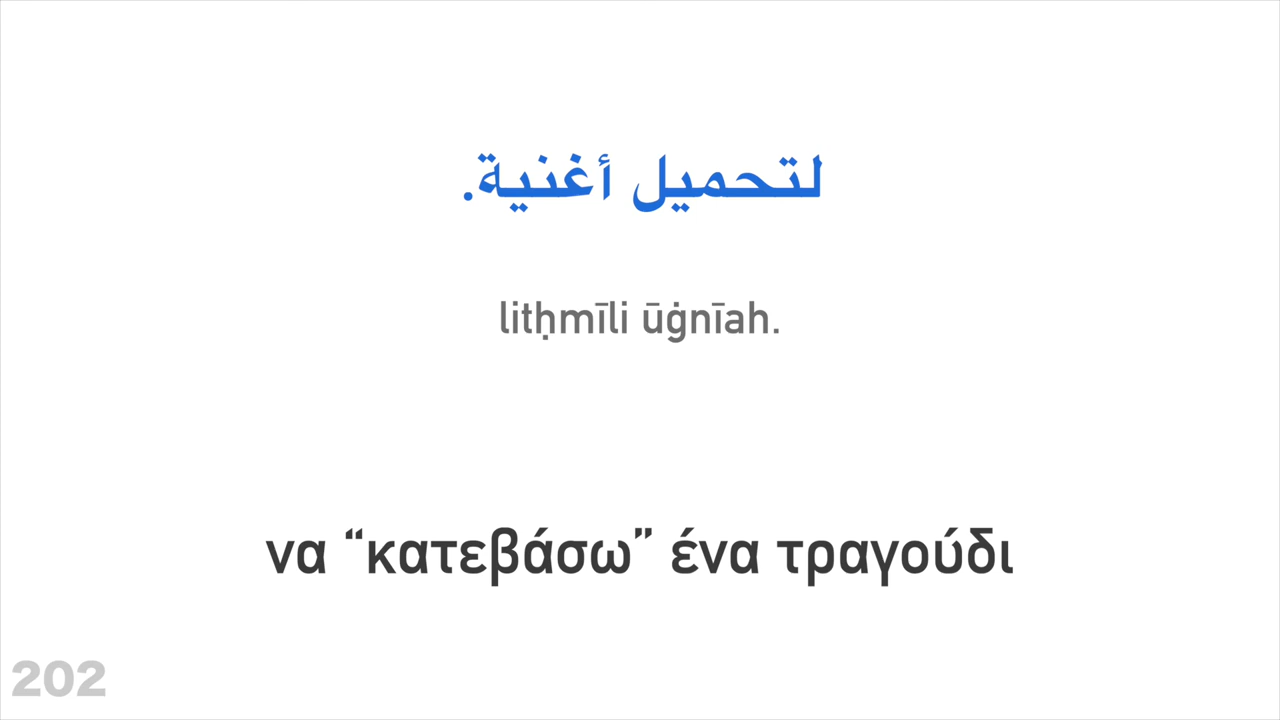 لتحميل أغنية.
litḥmīli ūġnīah.
να “κατεβάσω” ένα τραγούδι
202